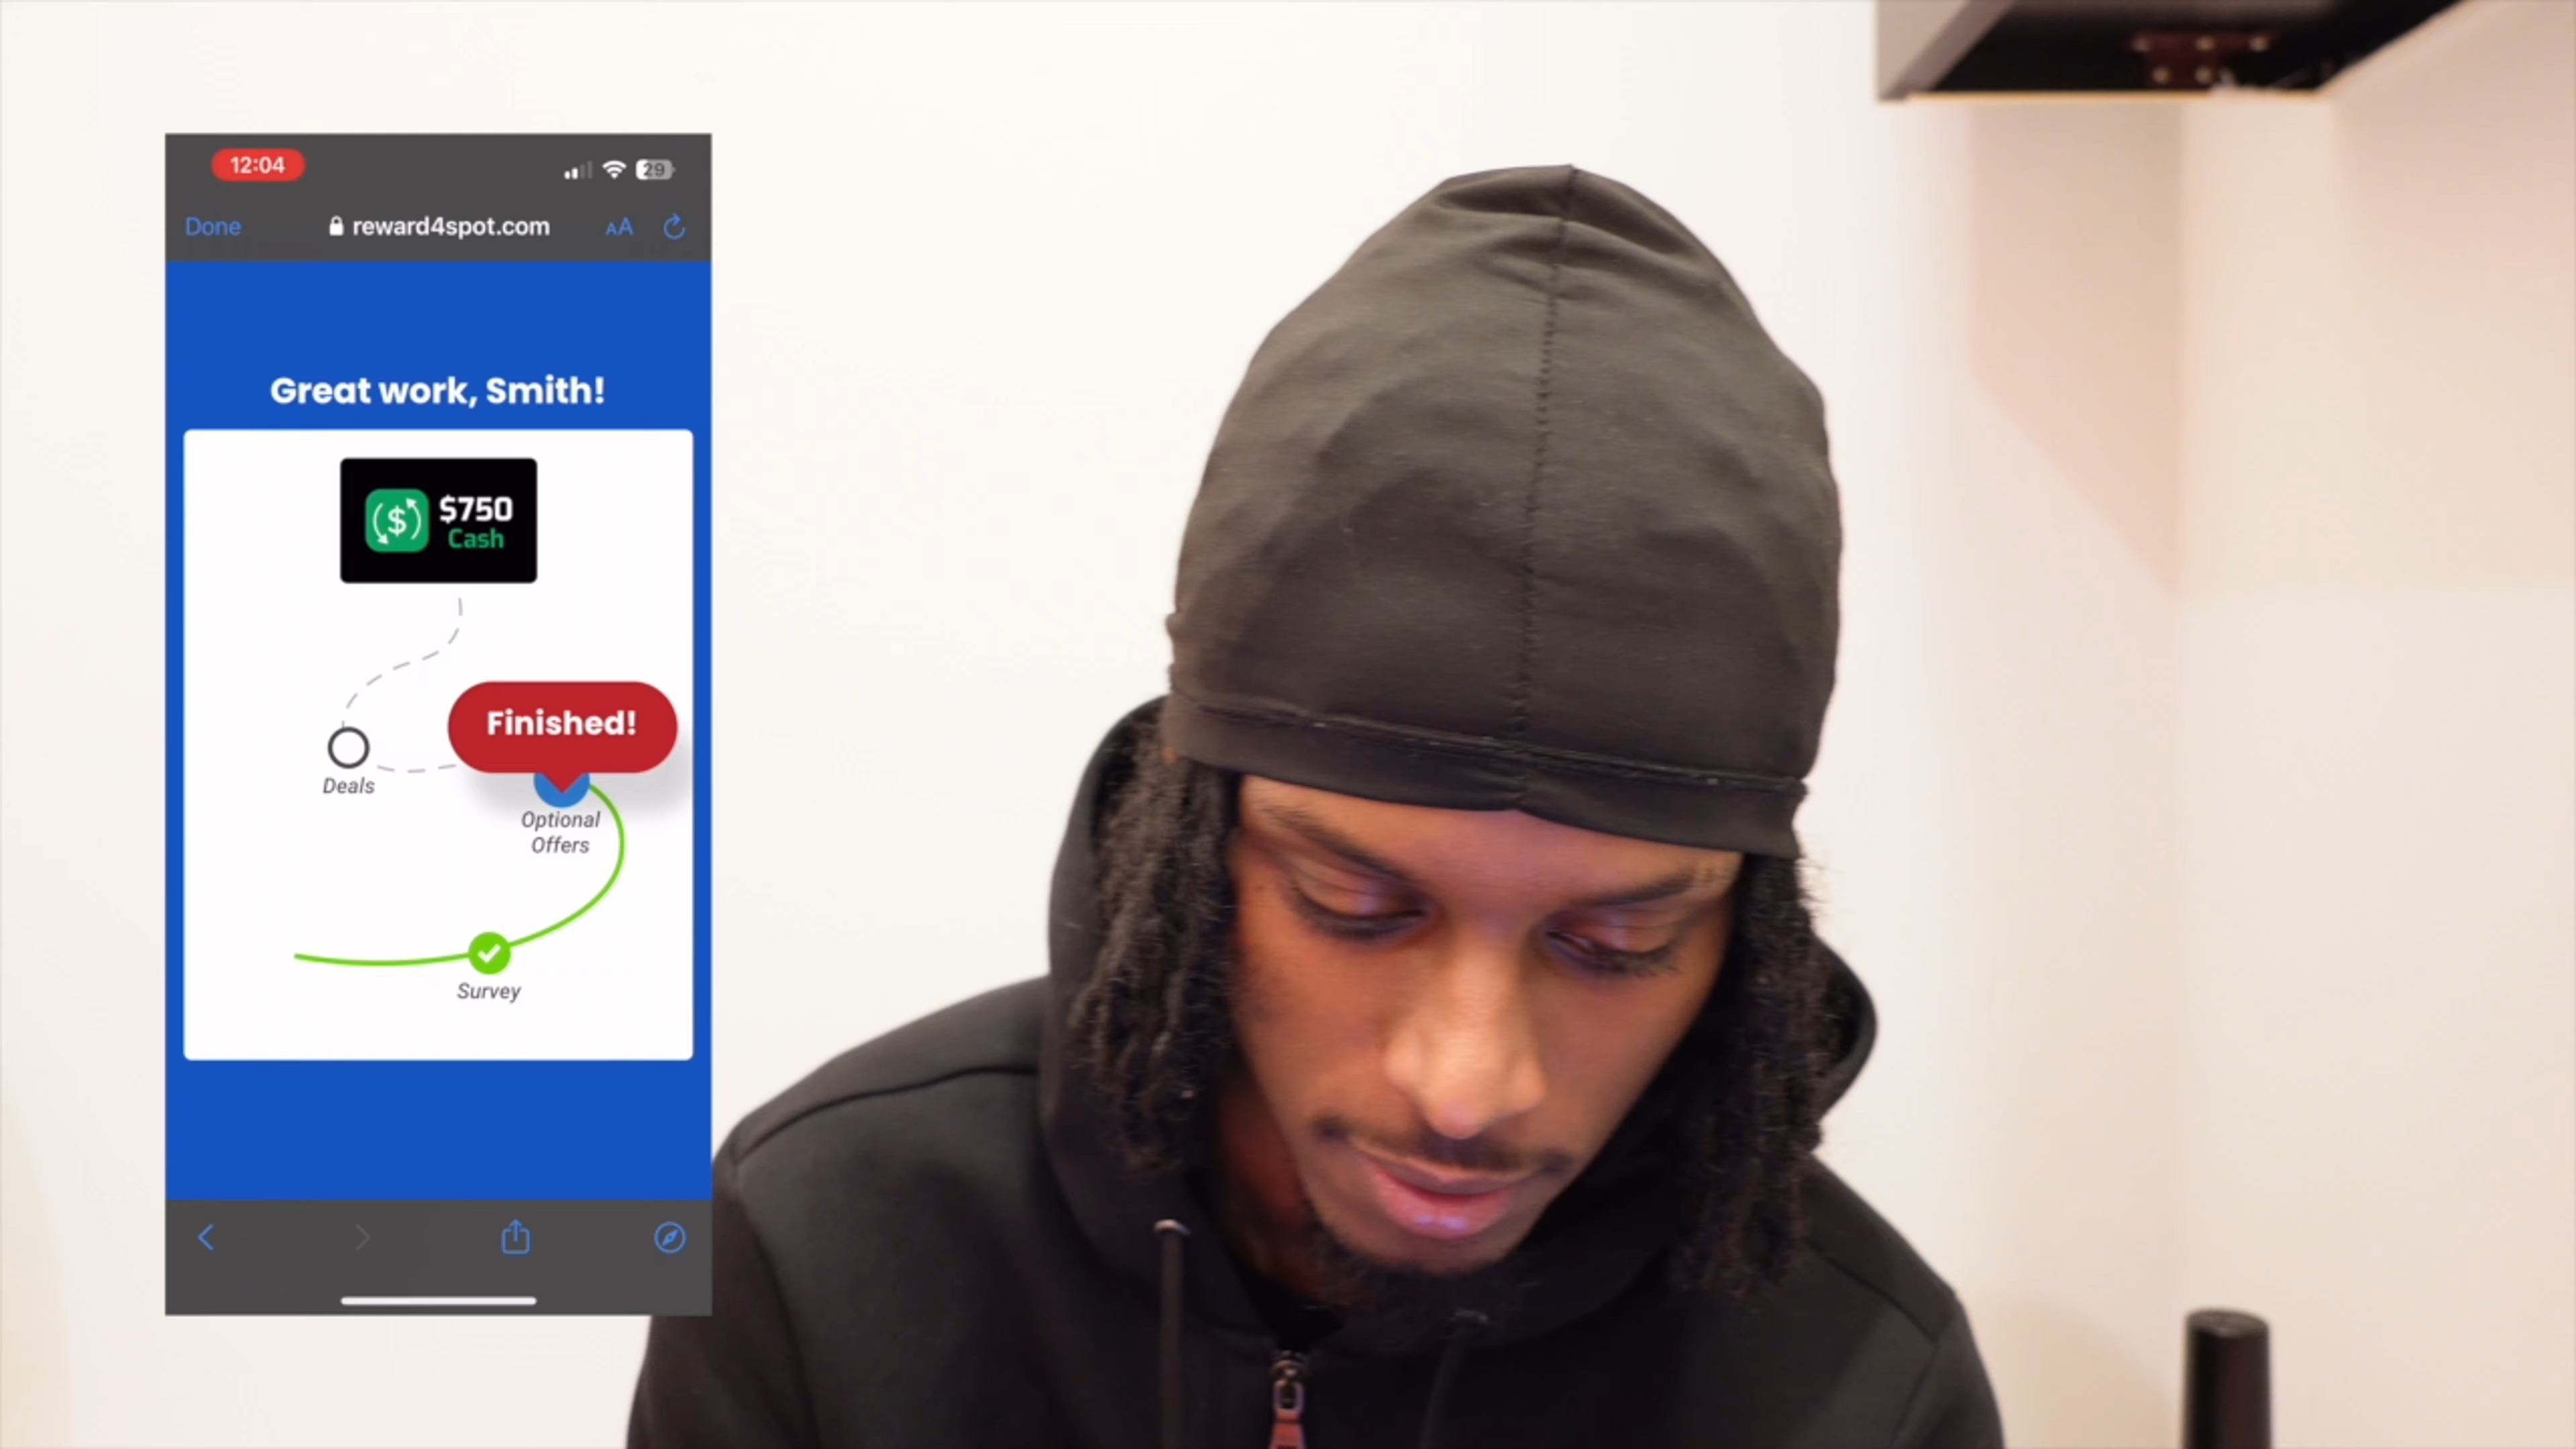 12:04
29
Done
reward4spot.com
AA
Great work, Smith!
$750
Cash
Finished!
Deals
Optional
Offers
Survey